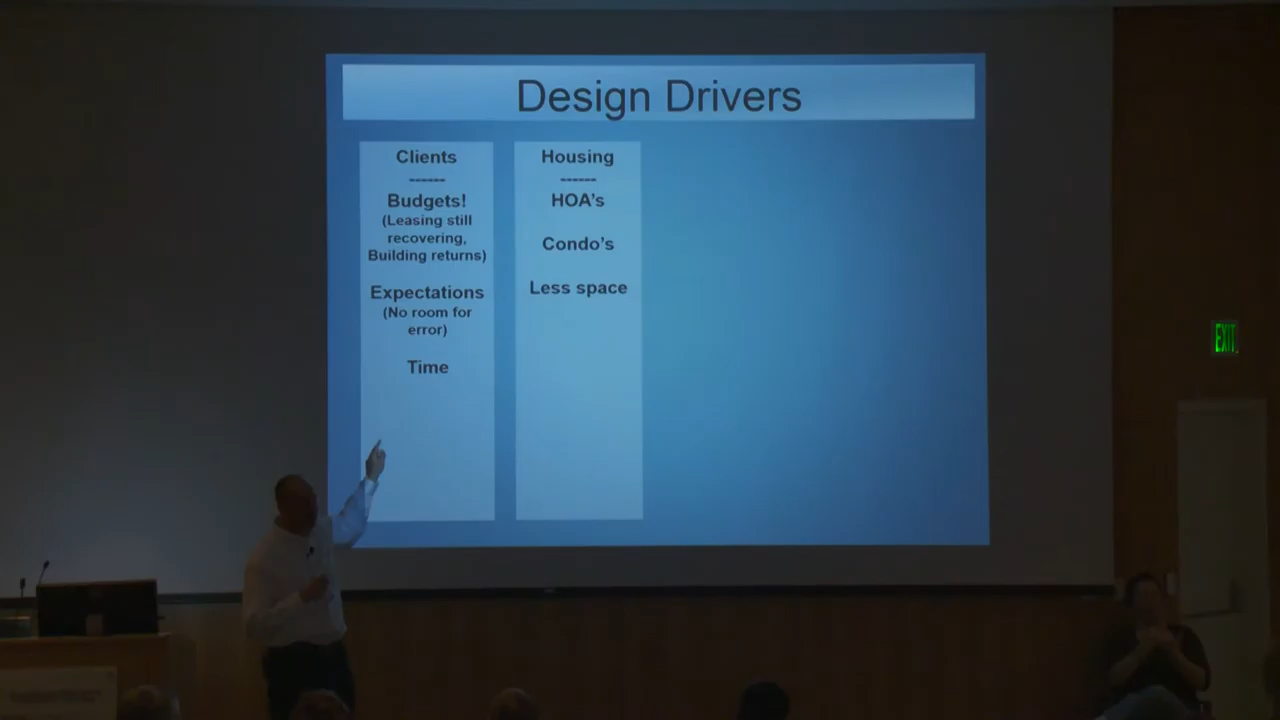 Design Drivers
Clients
------
Budgets!
(Leasing still
recovering,
Building returns)
Expectations
(No room for
error)
Time
Housing
------
HOA's
Condo's
Less space
EXIT